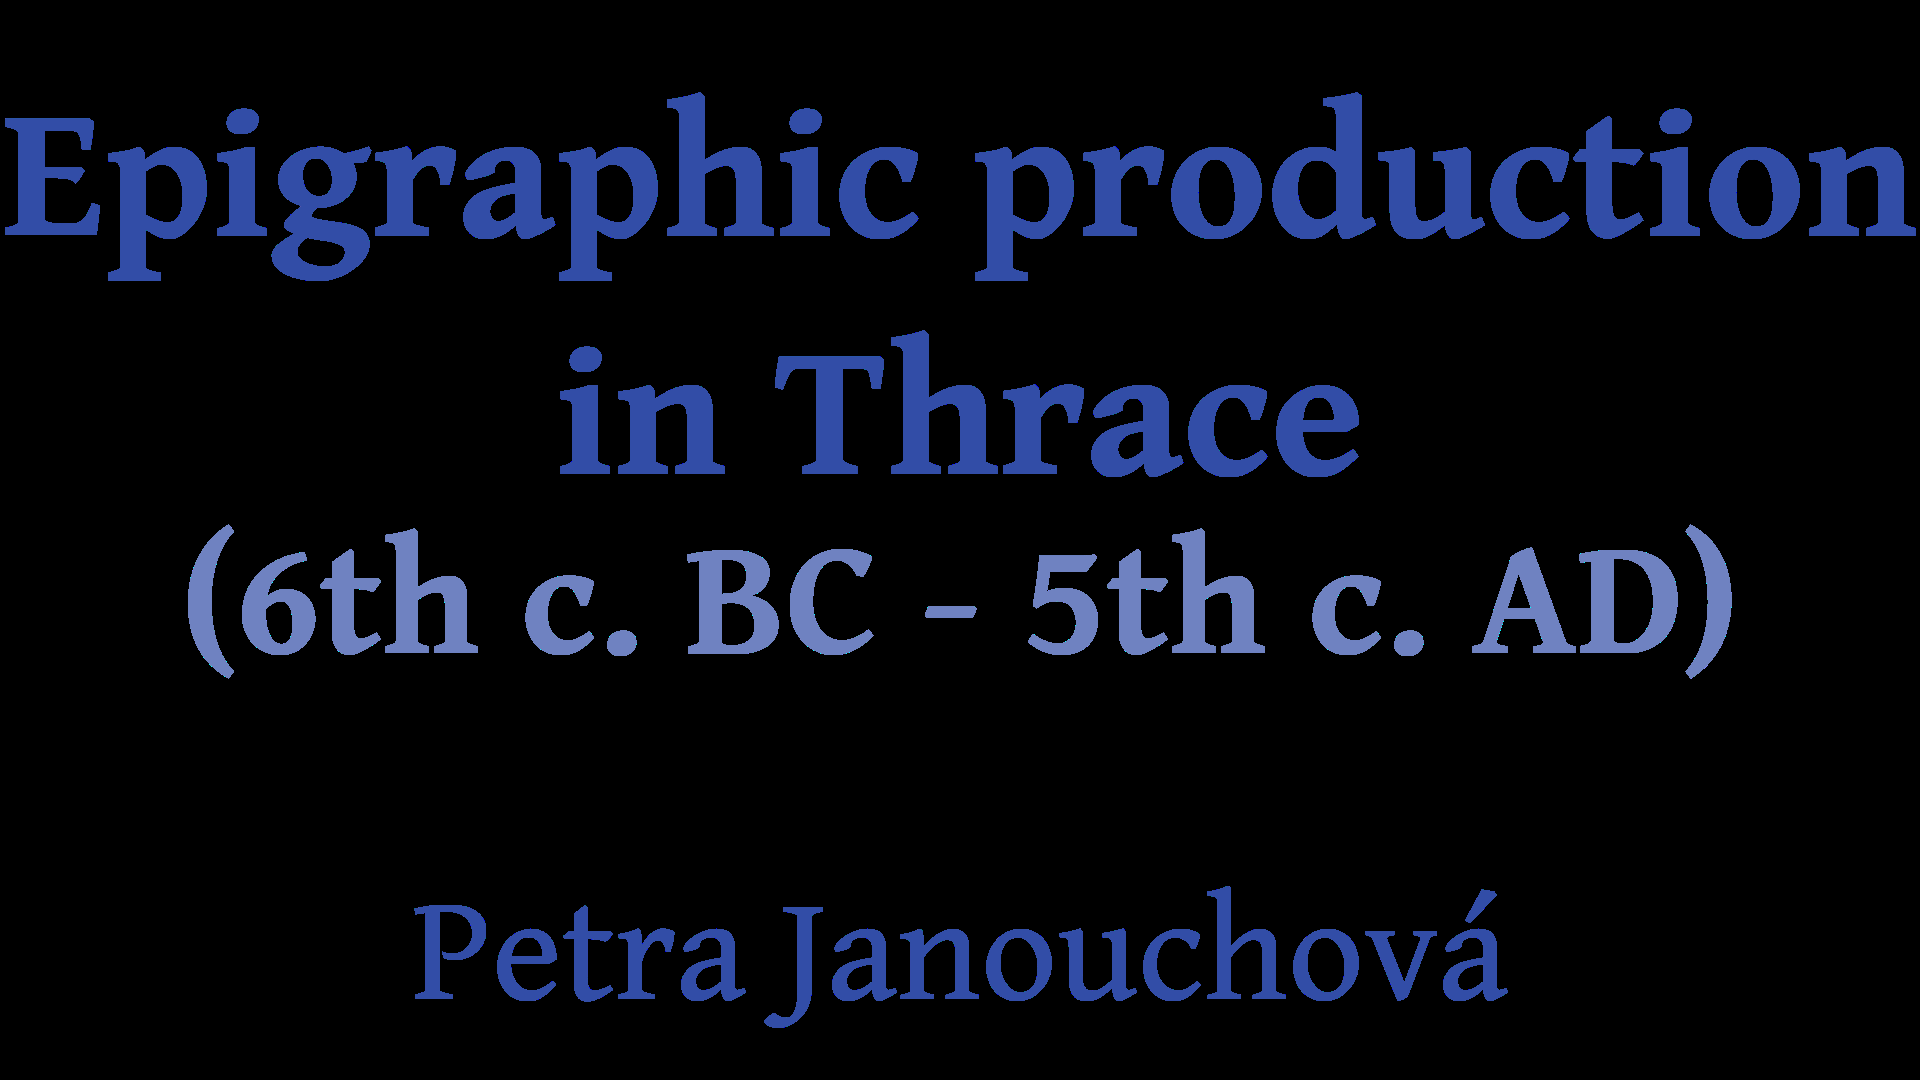 Epigraphic production
in Thrace
(6th c. BC - 5th c. AD)
Petra Janouchová